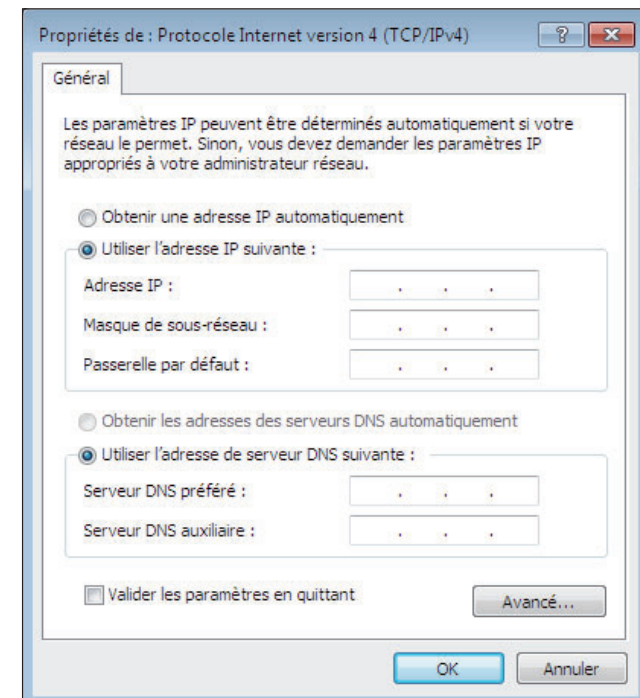 Propriétés de : Protocole Internet version 4 (TCP/IPv4)
Général
Les paramètres IP peuvent être déterminés automatiquement si votre
réseau le permet. Sinon, vous devez demander les paramètres IP
appropriés à votre administrateur réseau.
Obtenir une adresse IP automatiquement
Utiliser l'adresse IP suivante :
Adresse IP :
Masque de sous-réseau :
Passerelle par défaut :
Obtenir les adresses des serveurs DNS automatiquement
Utiliser l'adresse de serveur DNS suivante :
Serveur DNS préféré :
Serveur DNS auxiliaire :
Valider les paramètres en quittant
Avancé...
OK
Annuler